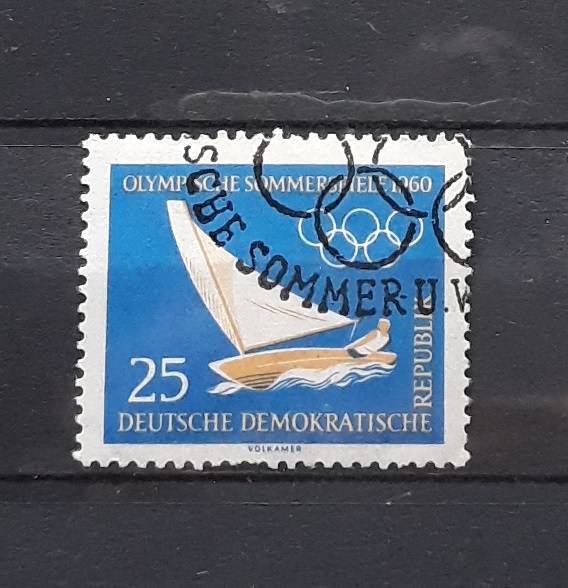 OLYMPISCHE SOMMERSPIELE 1960
SCHE SOMMER-U.W
25
DEUTSCHE DEMOKRATISCHE
REPUBLIK
VOLKAMER